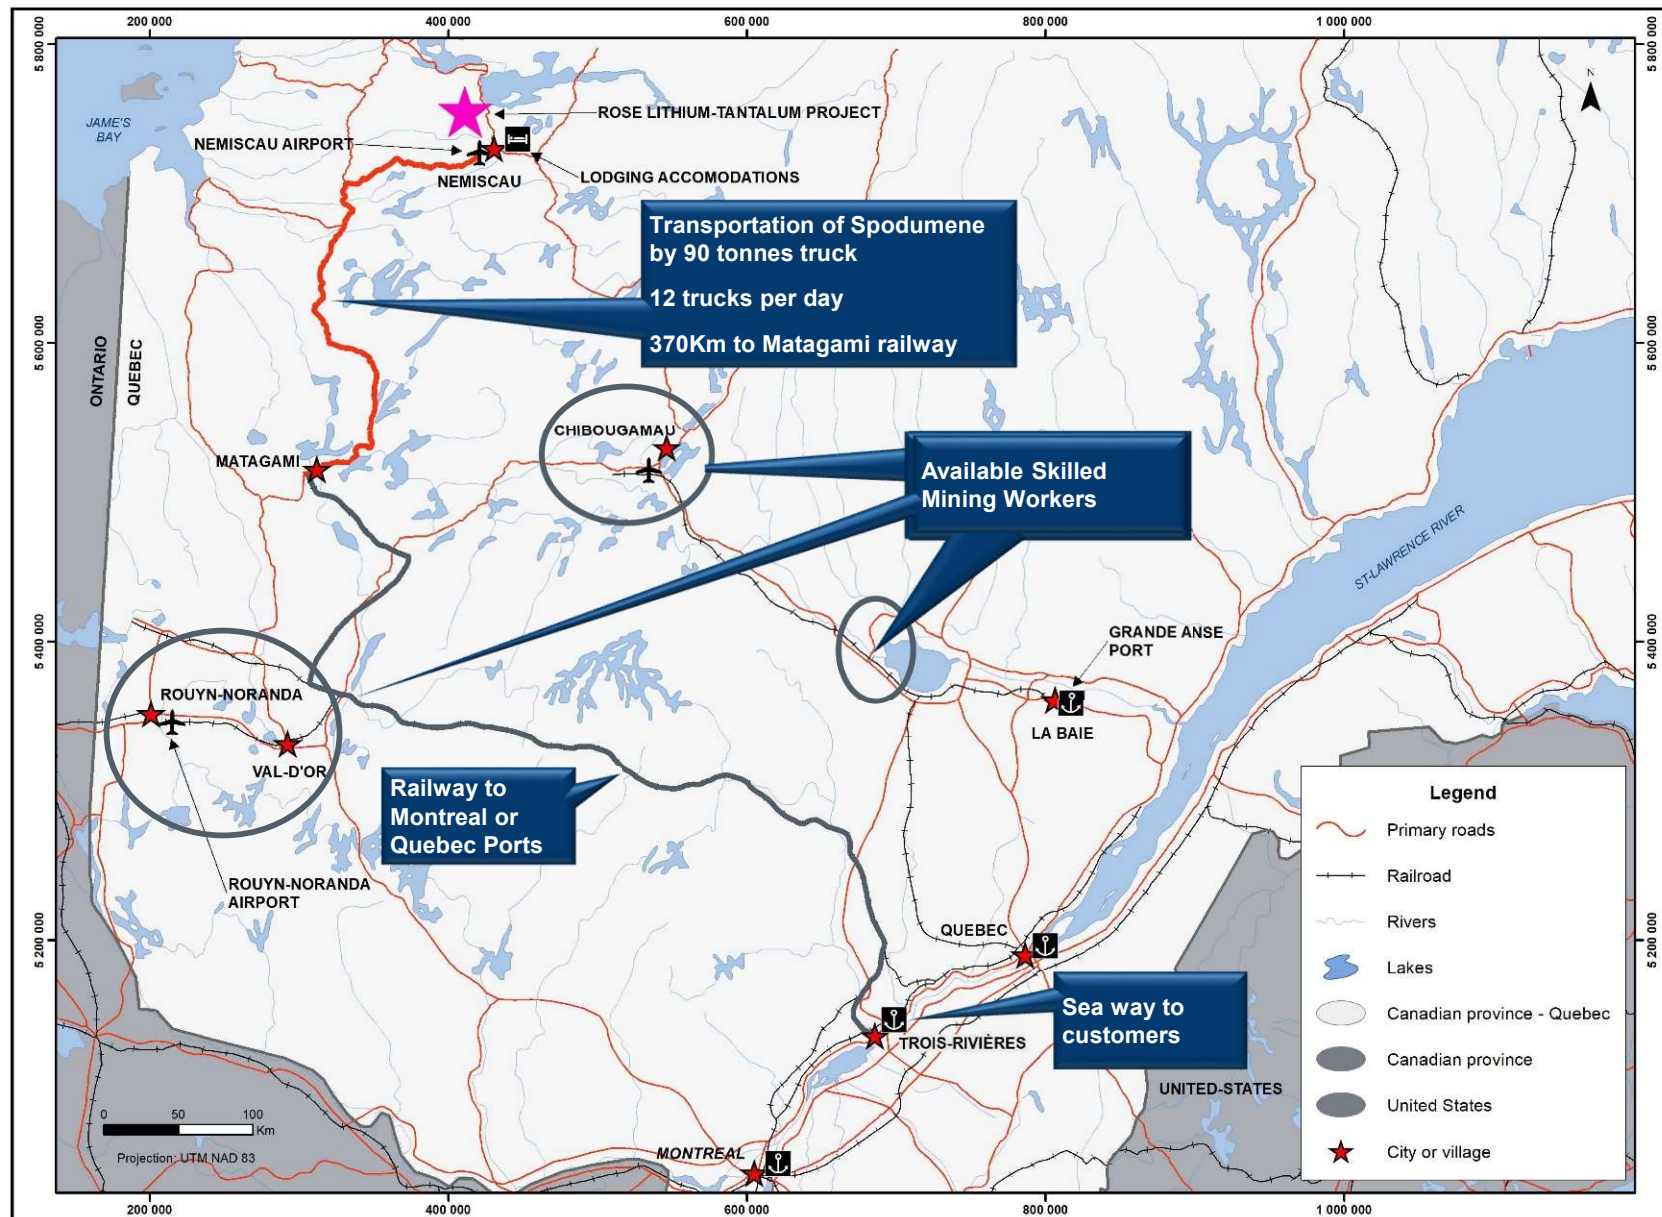 200 000
400 000
600 000
800 000
1 000 000
5 800 000
5 800 000
N
JAME'S
BAY
ROSE LITHIUM-TANTALUM PROJECT
NEMISCAU AIRPORT
NEMISCAU
LODGING ACCOMODATIONS
Transportation of Spodumene
by 90 tonnes truck
12 trucks per day
370Km to Matagami railway
5 600 000
5 600 000
ONTARIO
QUEBEC
CHIBOUGAMAU
MATAGAMI
Available Skilled
Mining Workers
ST-LAWRENCE RIVER
5 400 000
5 400 000
GRANDE ANSE
PORT
ROUYN-NORANDA
LA BAIE
VAL-D'OR
Railway to
Montreal or
Quebec Ports
ROUYN-NORANDA
AIRPORT
Legend
Primary roads
Railroad
Rivers
Lakes
Canadian province - Quebec
Canadian province
United States
City or village
QUEBEC
5 200 000
5 200 000
Sea way to
customers
TROIS-RIVIÈRES
UNITED-STATES
0
50
100
Km
Projection: UTM NAD 83
MONTREAL
200 000
400 000
600 000
800 000
1 000 000